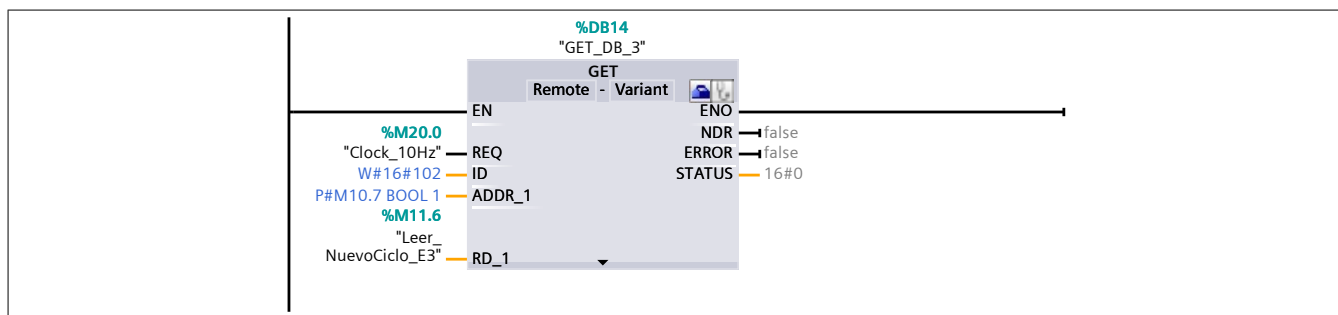 %DB14
"GET_DB_3"
GET
Remote - Variant
EN ENO
%M20.0 NDR false
"Clock_10Hz" REQ ERROR false
W#16#102 ID STATUS 16#0
P#M10.7 BOOL 1 ADDR_1
%M11.6
"Leer_
NuevoCiclo_E3" RD_1